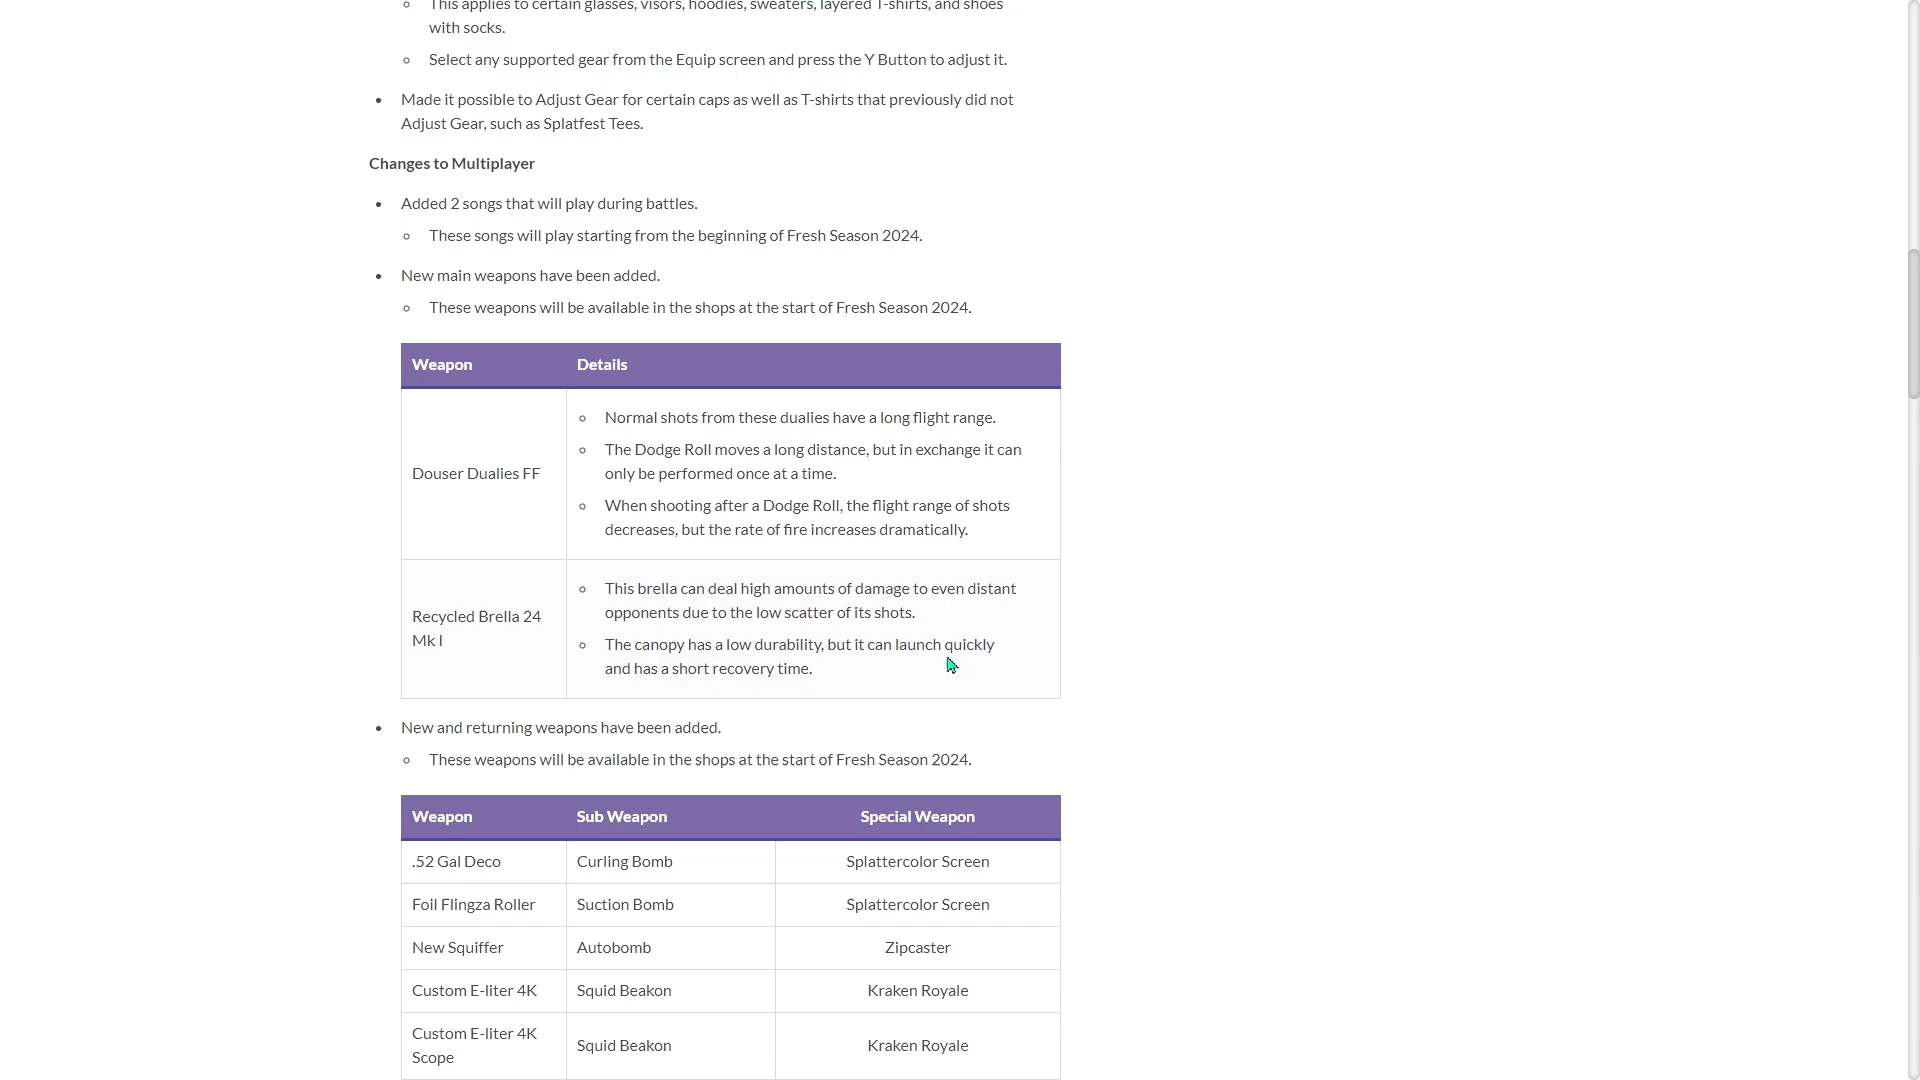 This applies to certain glasses, visors, hoodies, sweaters, layered T-shirts, and shoes
with socks.
Select any supported gear from the Equip screen and press the Y Button to adjust it.
Made it possible to Adjust Gear for certain caps as well as T-shirts that previously did not
Adjust Gear, such as Splatfest Tees.
Changes to Multiplayer
Added 2 songs that will play during battles.
These songs will play starting from the beginning of Fresh Season 2024.
New main weapons have been added.
These weapons will be available in the shops at the start of Fresh Season 2024.
Weapon Details
Douser Dualies FF
Normal shots from these dualies have a long flight range.
The Dodge Roll moves a long distance, but in exchange it can
only be performed once at a time.
When shooting after a Dodge Roll, the flight range of shots
decreases, but the rate of fire increases dramatically.
Recycled Brella 24
Mk I
This brella can deal high amounts of damage to even distant
opponents due to the low scatter of its shots.
The canopy has a low durability, but it can launch quickly
and has a short recovery time.
New and returning weapons have been added.
These weapons will be available in the shops at the start of Fresh Season 2024.
Weapon Sub Weapon Special Weapon
.52 Gal Deco Curling Bomb Splattercolor Screen
Foil Flingza Roller Suction Bomb Splattercolor Screen
New Squiffer Autobomb Zipcaster
Custom E-liter 4K Squid Beakon Kraken Royale
Custom E-liter 4K
Scope
Squid Beakon Kraken Royale